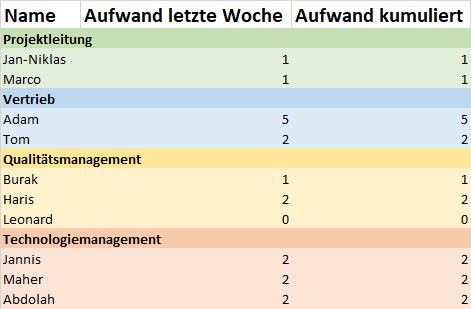 Name Aufwand letzte Woche Aufwand kumuliert
Projektleitung
Jan-Niklas 1 1
Marco 1 1
Vertrieb
Adam 5 5
Tom 2 2
Qualitätsmanagement
Burak 1 1
Haris 2 2
Leonard 0 0
Technologiemanagement
Jannis 2 2
Maher 2 2
Abdolah 2 2